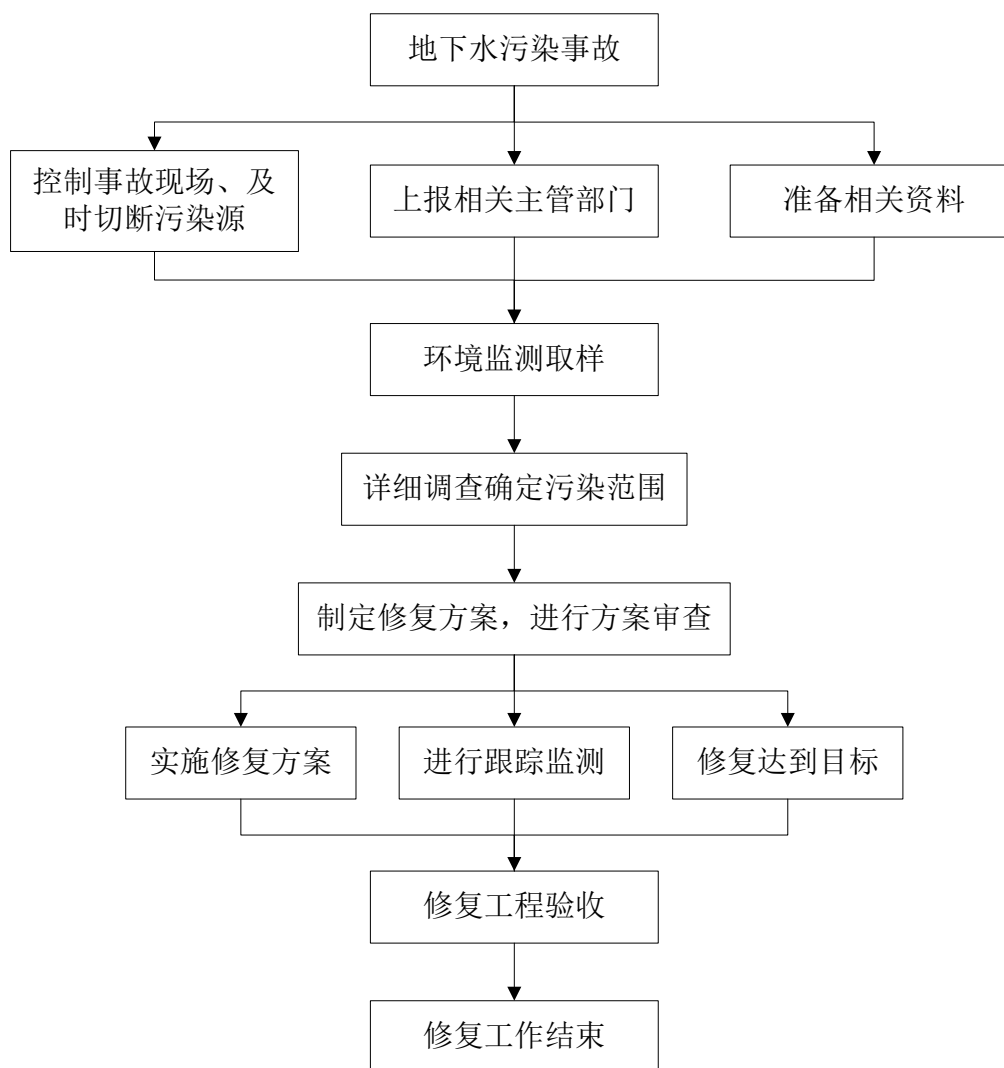 地下水污染事故
控制事故现场、及
时切断污染源
上报相关主管部门
准备相关资料
环境监测取样
详细调查确定污染范围
制定修复方案，进行方案审查
实施修复方案
进行跟踪监测
修复达到目标
修复工程验收
修复工作结束